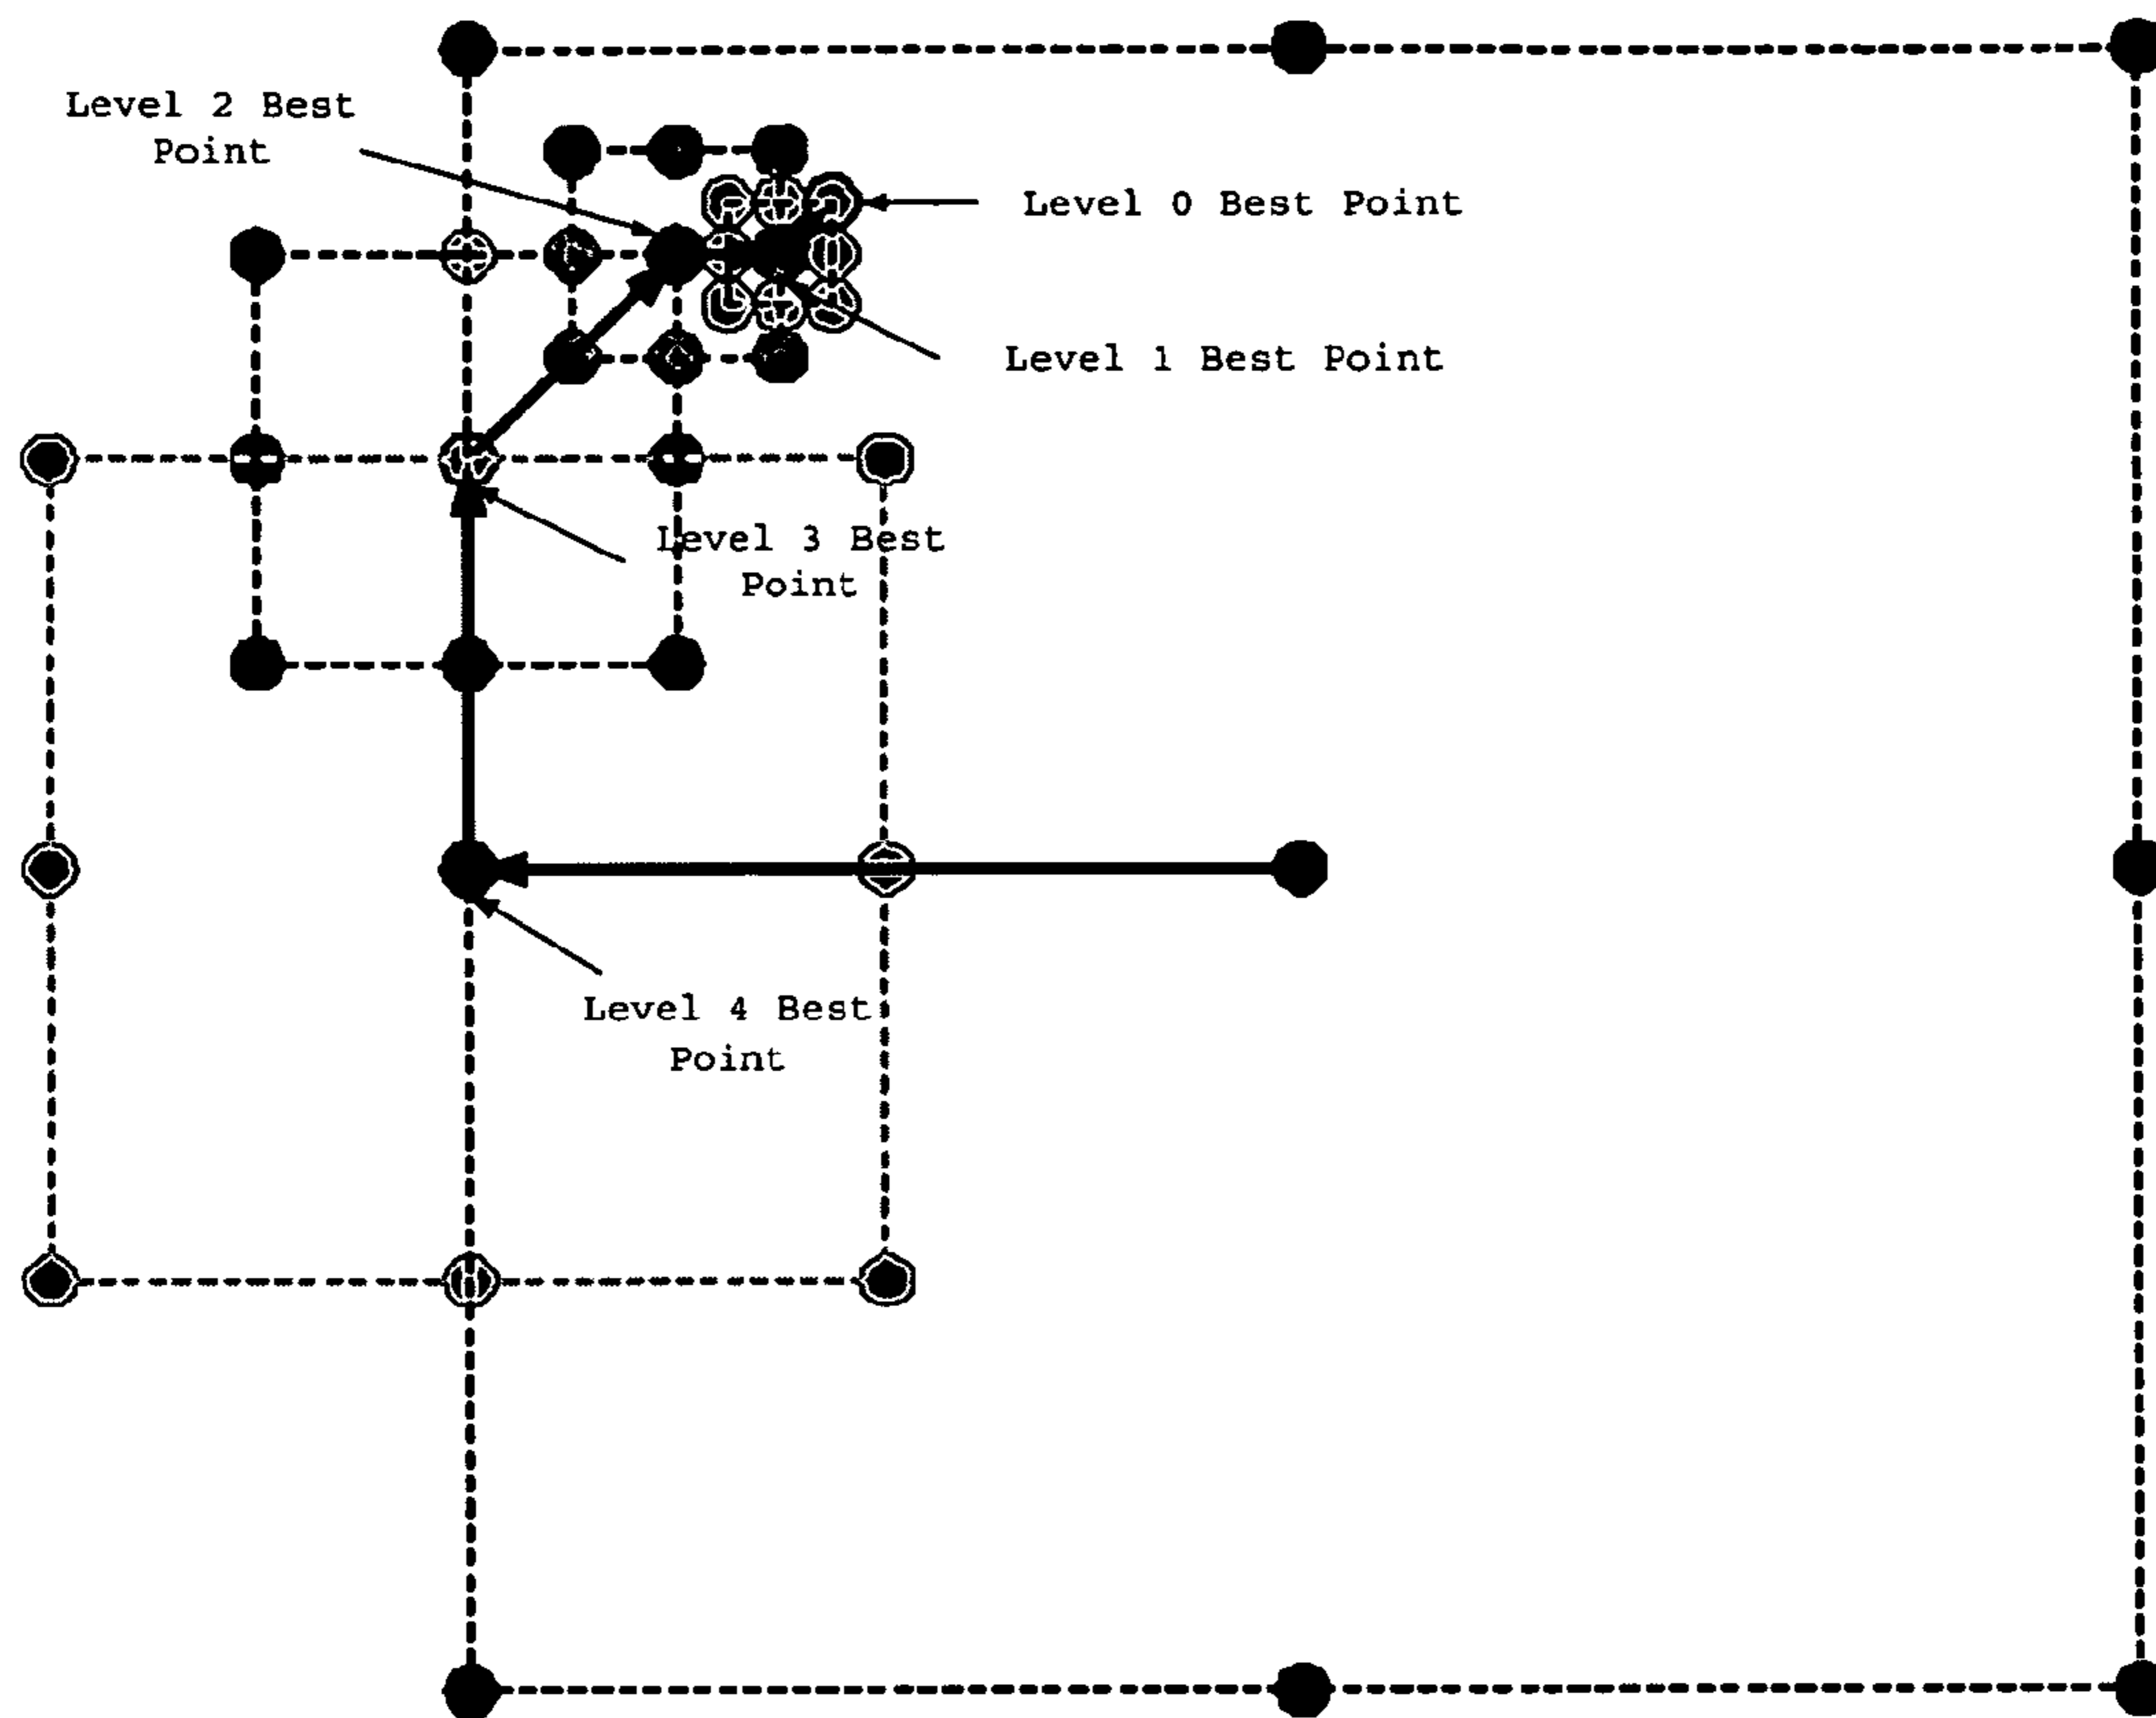 Level 2 Best
Point
Level 0 Best Point
Level 1 Best Point
Level 3 Best
Point
Level 4 Best
Point